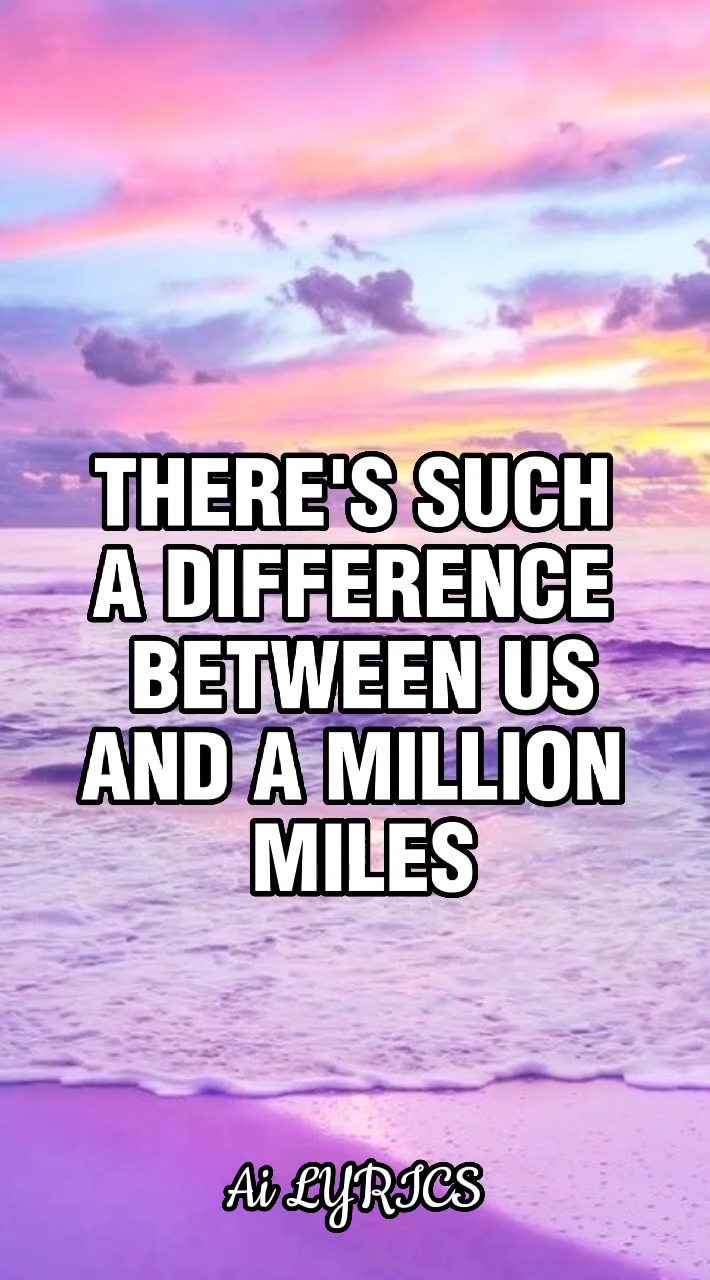 THERE'S SUCH
A DIFFERENCE
BETWEEN US
AND A MILLION
MILES
Ai LYRICS